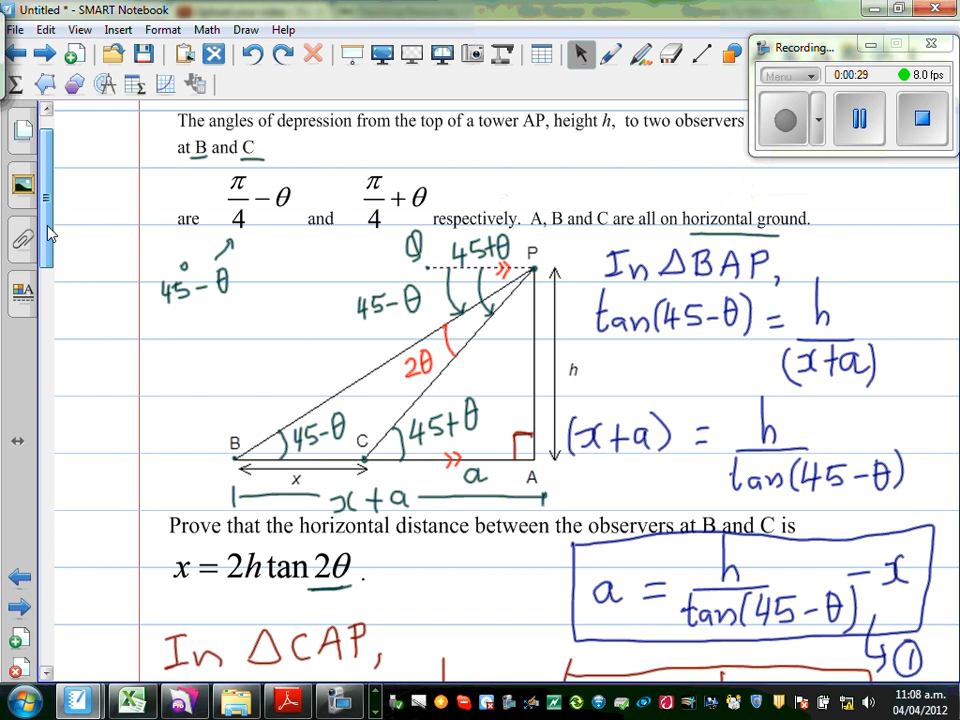 Untitled * - SMART Notebook
File Edit View Insert Format Math Draw Help
Recording...
Menu 0:00:29 8.0 fps
The angles of depression from the top of a tower AP, height h, to two observers
at B and C
are π/4 − θ and π/4 + θ respectively. A, B and C are all on horizontal ground.
45° − θ
Q 45+θ P
45−θ
2θ
h
B 45−θ C 45+θ
x a A
x + a
In ΔBAP,
tan(45−θ) = h/(x+a)
(x+a) = h/tan(45−θ)
Prove that the horizontal distance between the observers at B and C is
x = 2h tan 2θ .
a = h/tan(45−θ) − x
①
In ΔCAP,
11:08 a.m.
04/04/2012